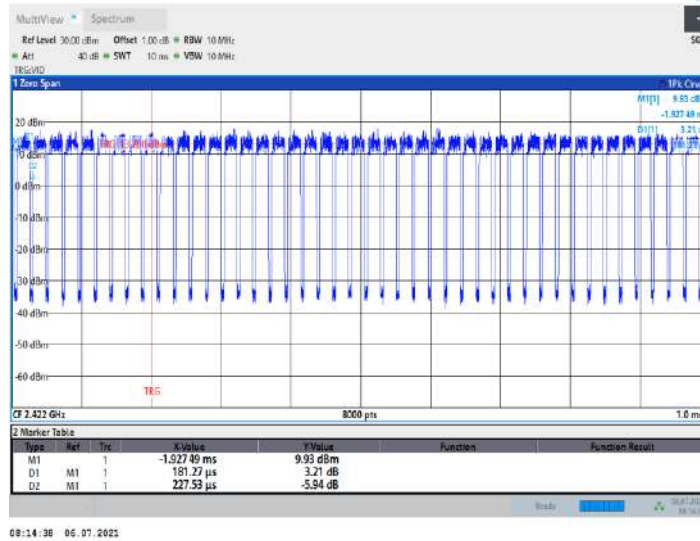 MultiView Spectrum
Ref Level 30.00 dBm Offset 1.00 dB RBW 10 MHz
Att 40 dB SWT 10 ms VBW 10 MHz
TRG:VID
1 Zero Span 1Pk Clrw
M1[1] 9.93 dB
-1.927 49 m
D1[1] 3.21
20 dBm
0 dBm
-10 dBm
-20 dBm
-30 dBm
-40 dBm
-50 dBm
-60 dBm
TRG
CF 2.422 GHz 8000 pts 1.0 m
2 Marker Table
Type Ref Trc X-Value Y-Value Function Function Result
M1 1 -1.927 49 ms 9.93 dBm
D1 M1 1 181.27 µs 3.21 dB
D2 M1 1 227.53 µs -5.94 dB
Ready
08:14:38 06.07.2021